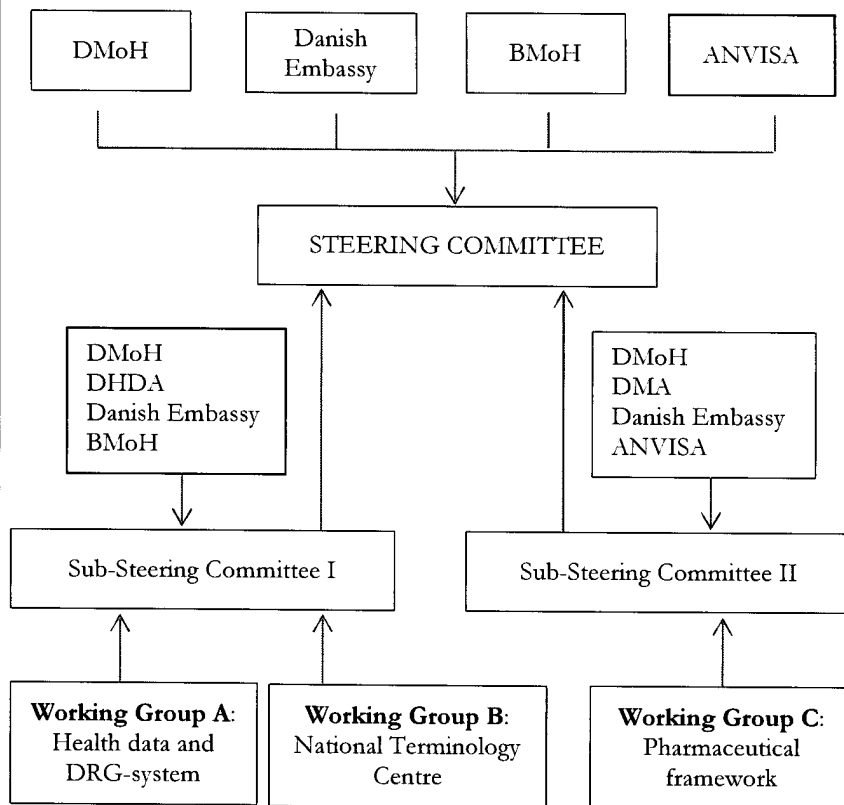 DMoH
Danish
Embassy
BMoH
ANVISA
STEERING COMMITTEE
DMoH
DHDA
Danish Embassy
BMoH
DMoH
DMA
Danish Embassy
ANVISA
Sub-Steering Committee I
Sub-Steering Committee II
Working Group A:
Health data and
DRG-system
Working Group B:
National Terminology
Centre
Working Group C:
Pharmaceutical
framework